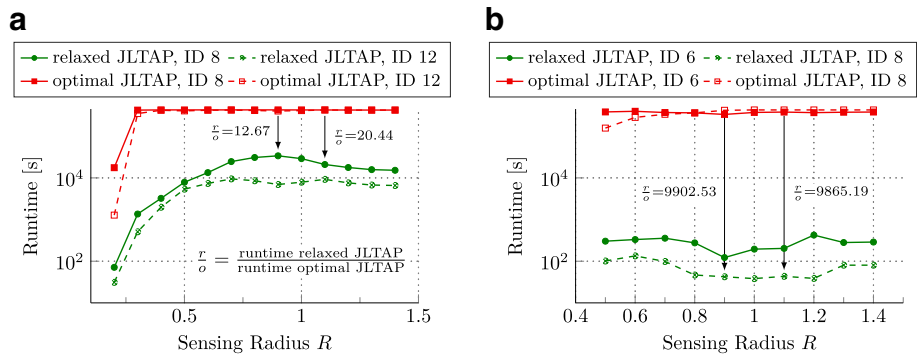 a
relaxed JLTAP, ID 8 relaxed JLTAP, ID 12
optimal JLTAP, ID 8 optimal JLTAP, ID 12
Runtime [s]
10^4
10^2
r/o=12.67
r/o=20.44
r/o = runtime relaxed JLTAP / runtime optimal JLTAP
0.5 1 1.5
Sensing Radius R
b
relaxed JLTAP, ID 6 relaxed JLTAP, ID 8
optimal JLTAP, ID 6 optimal JLTAP, ID 8
Runtime [s]
10^4
10^2
r/o=9902.53
r/o=9865.19
0.4 0.6 0.8 1 1.2 1.4
Sensing Radius R